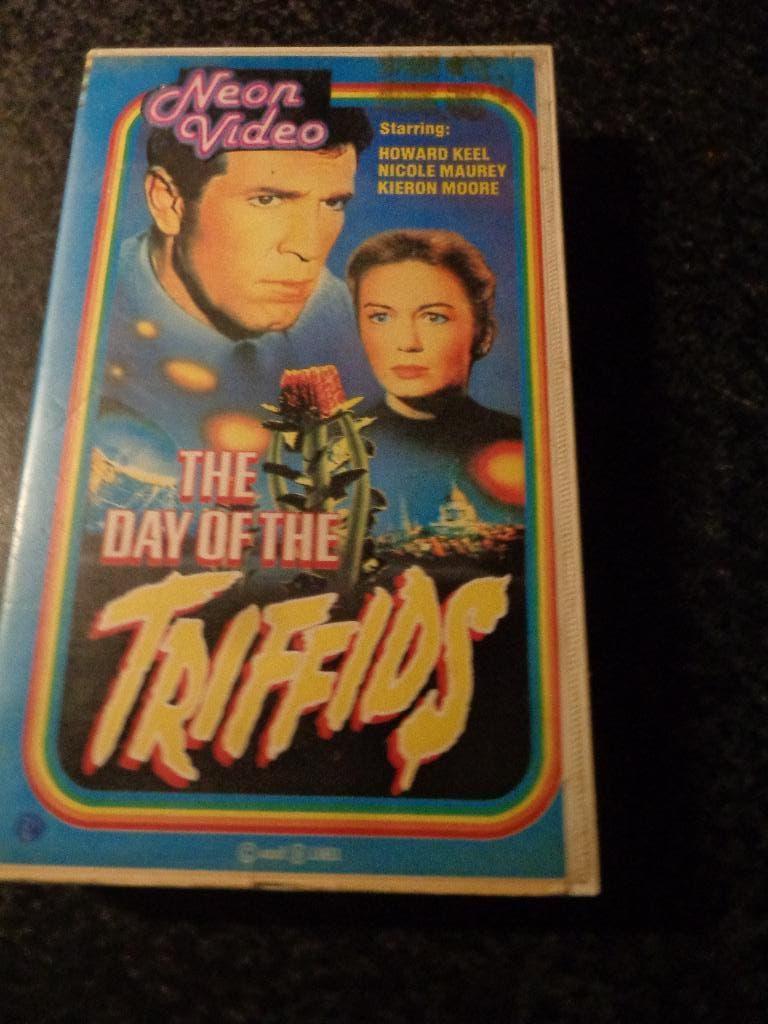 Neon
Video
Starring:
HOWARD KEEL
NICOLE MAUREY
KIERON MOORE
THE
DAY OF THE
TRIFFIDS